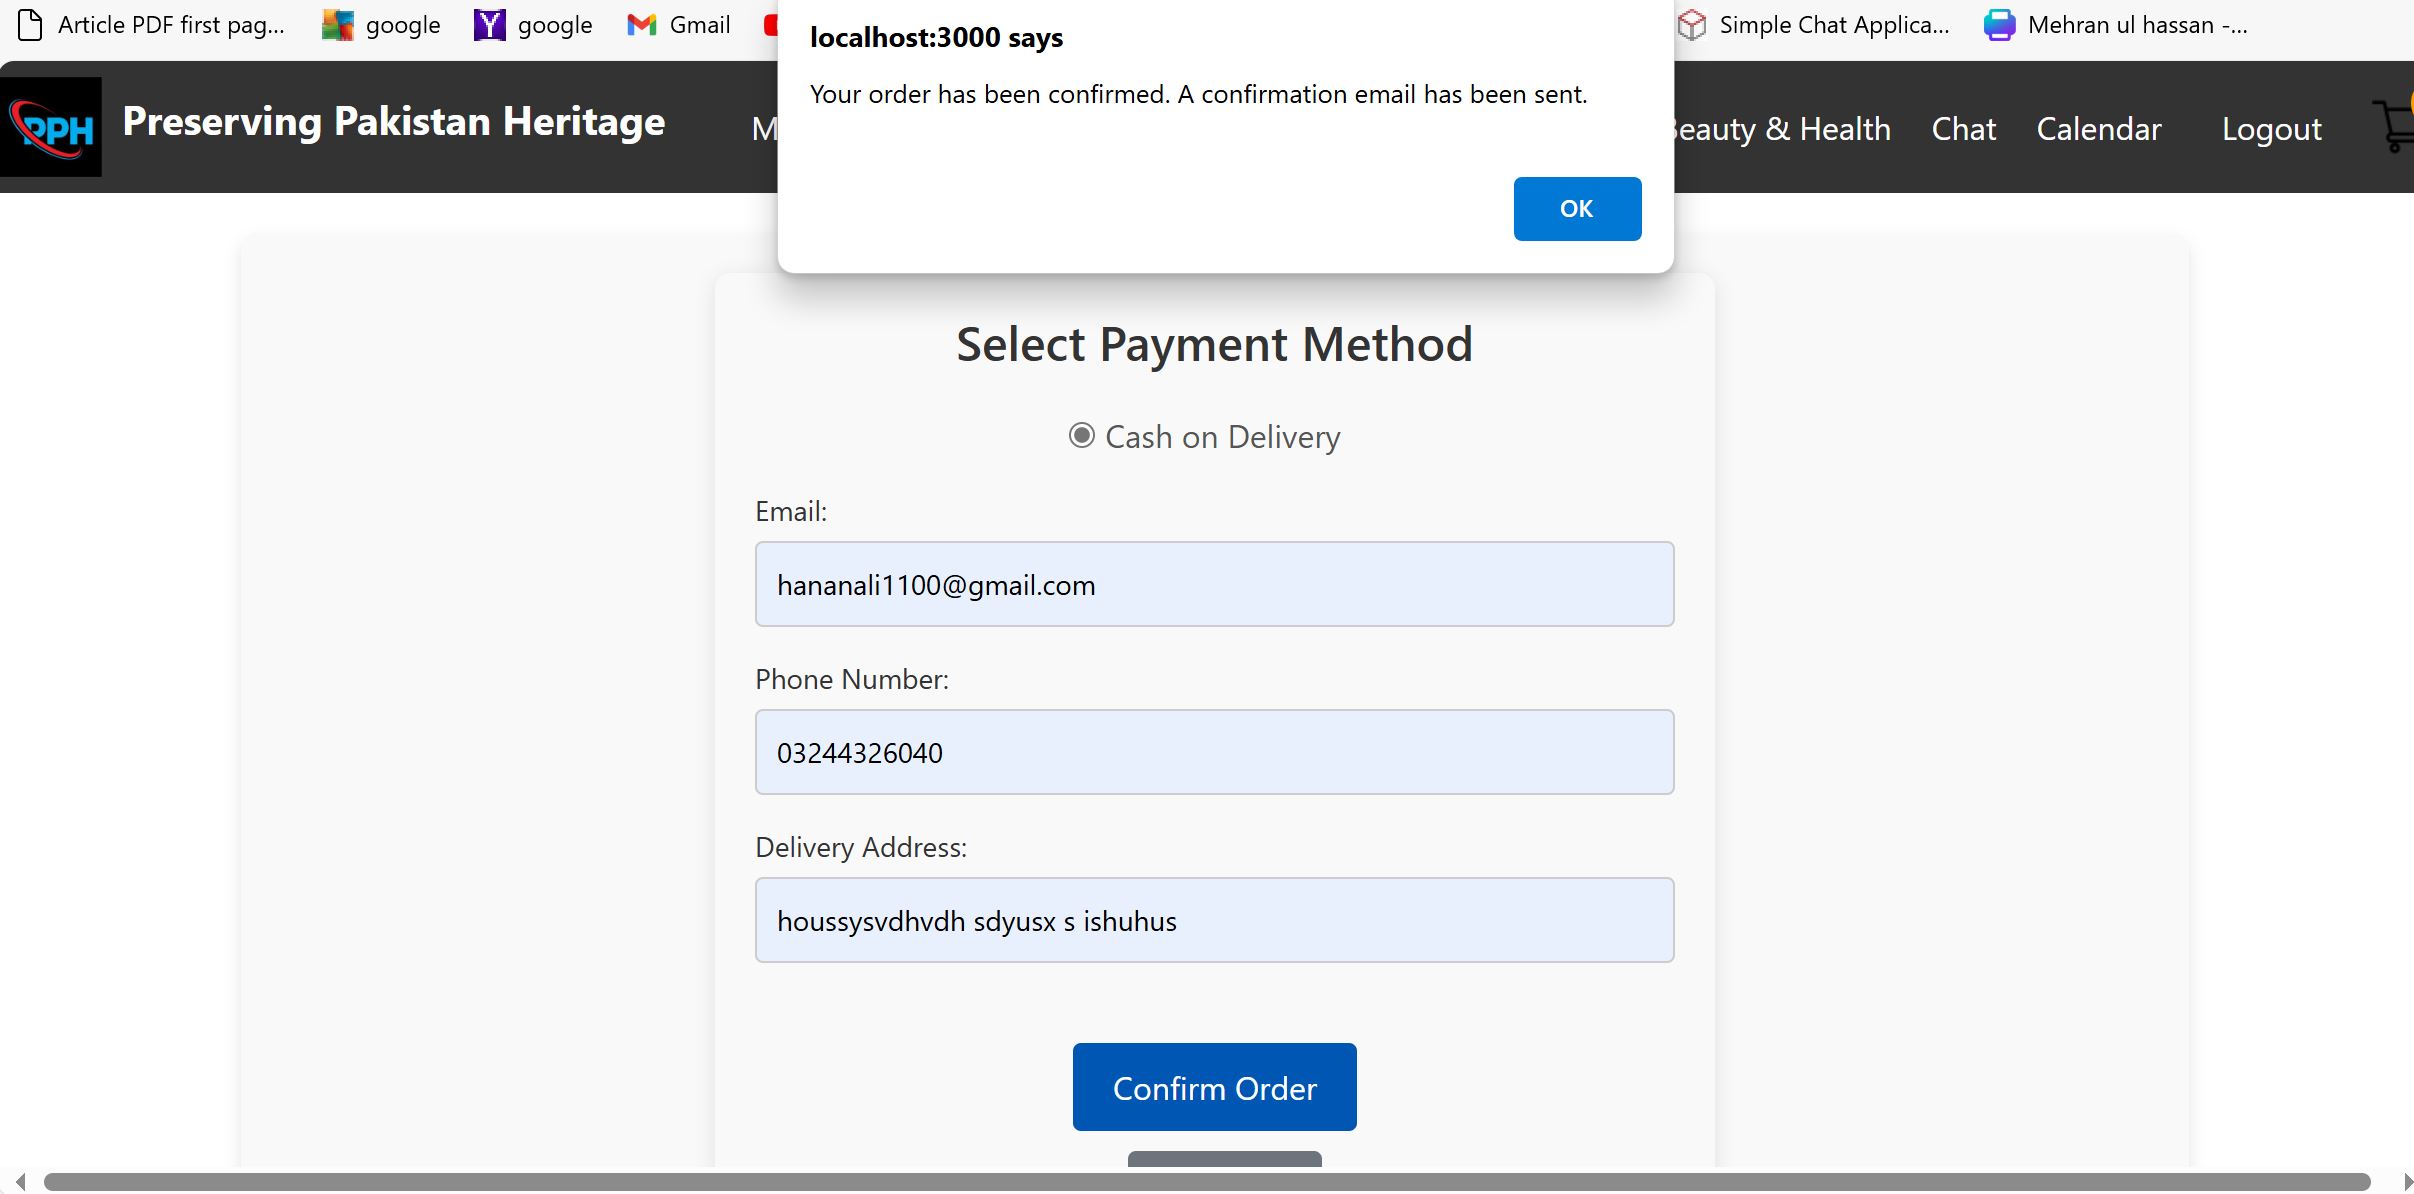 Article PDF first pag...
google
google
Gmail
Simple Chat Applica...
Mehran ul hassan -...
localhost:3000 says
Your order has been confirmed. A confirmation email has been sent.
OK
PPH
Preserving Pakistan Heritage
M
Beauty & Health
Chat
Calendar
Logout
Select Payment Method
Cash on Delivery
Email:
hananali1100@gmail.com
Phone Number:
03244326040
Delivery Address:
houssysvdhvdh sdyusx s ishuhus
Confirm Order